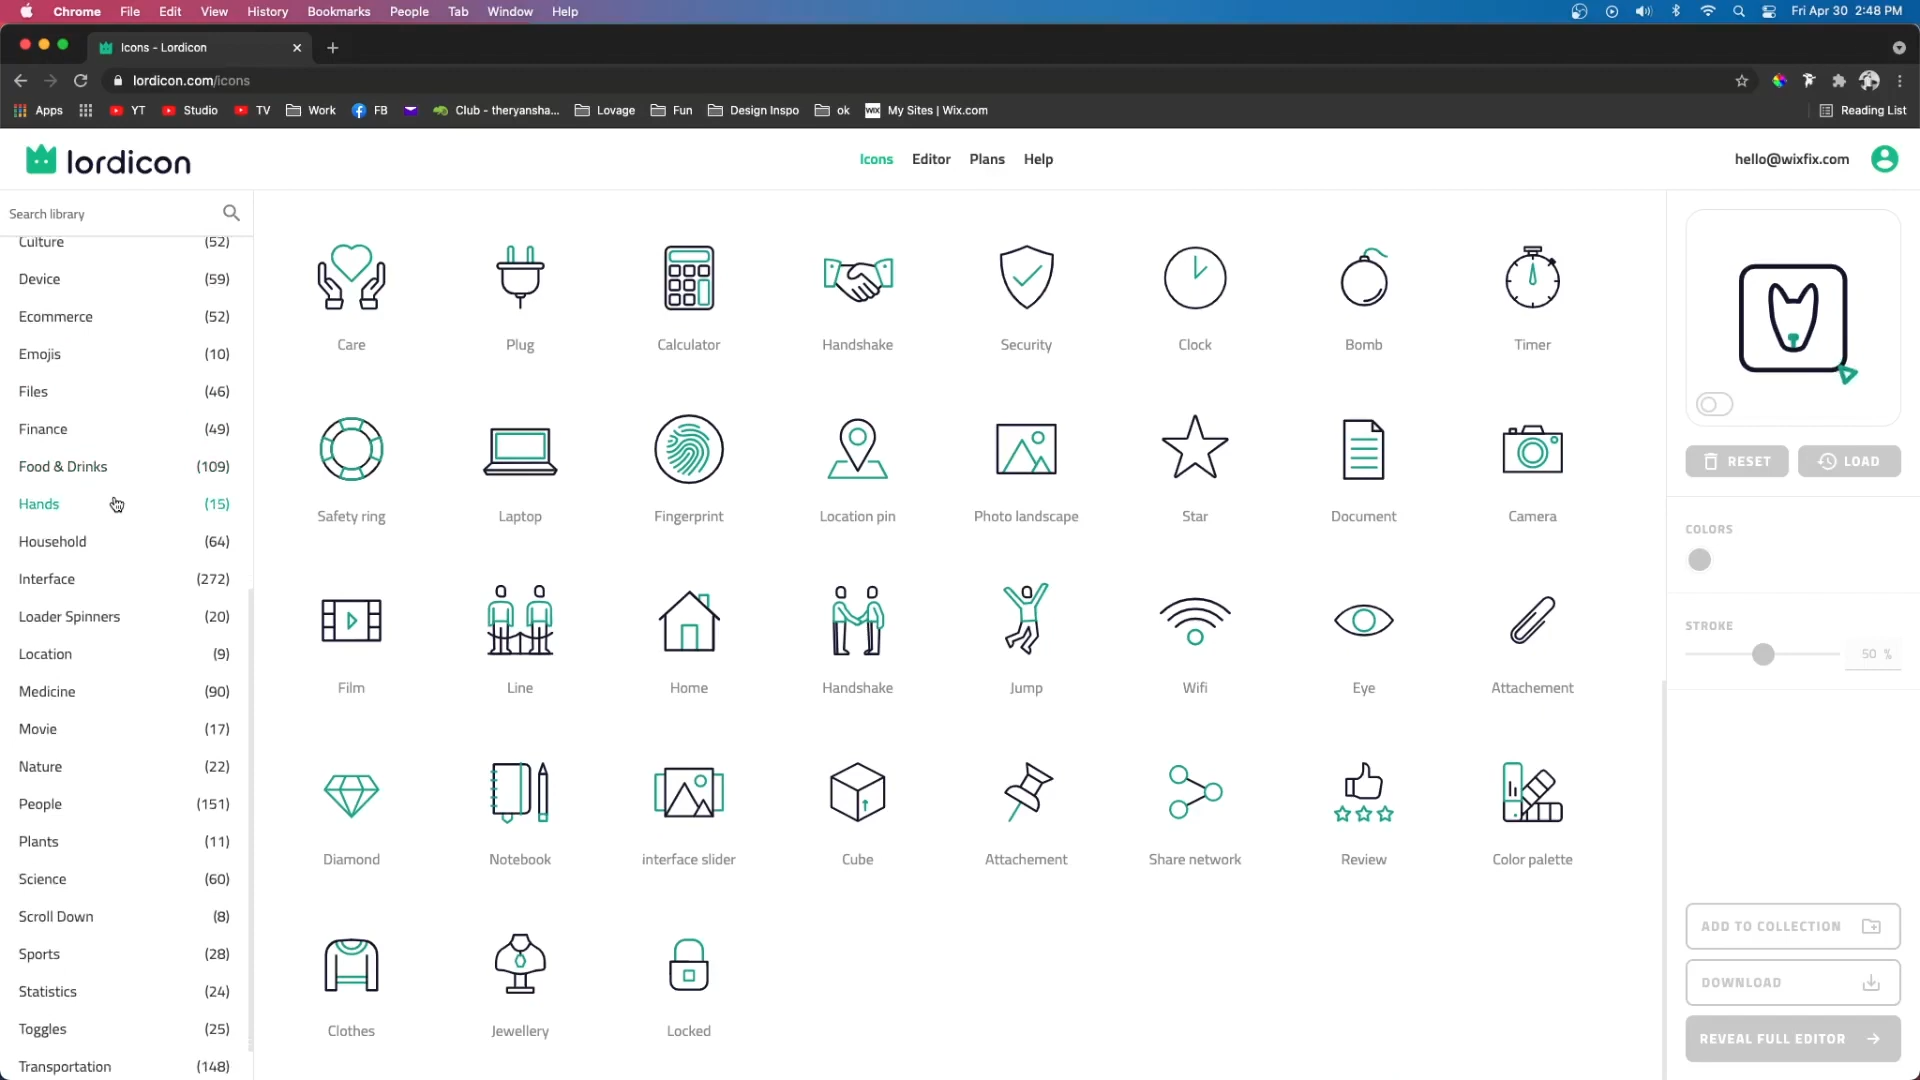 Chrome File Edit View History Bookmarks People Tab Window Help Fri Apr 30 2:48 PM
Icons - Lordicon
lordicon.com/icons
Apps YT Studio TV Work FB Club - theryansha... Lovage Fun Design Inspo ok WIX My Sites | Wix.com Reading List
lordicon Icons Editor Plans Help hello@wixfix.com
Search library
Culture (52)
Device (59)
Ecommerce (52)
Emojis (10)
Files (46)
Finance (49)
Food & Drinks (109)
Hands (15)
Household (64)
Interface (272)
Loader Spinners (20)
Location (9)
Medicine (90)
Movie (17)
Nature (22)
People (151)
Plants (11)
Science (60)
Scroll Down (8)
Sports (28)
Statistics (24)
Toggles (25)
Transportation (148)
Care Plug Calculator Handshake Security Clock Bomb Timer
Safety ring Laptop Fingerprint Location pin Photo landscape Star Document Camera
Film Line Home Handshake Jump Wifi Eye Attachement
Diamond Notebook interface slider Cube Attachement Share network Review Color palette
Clothes Jewellery Locked
RESET LOAD
COLORS
STROKE
50 %
ADD TO COLLECTION
DOWNLOAD
REVEAL FULL EDITOR